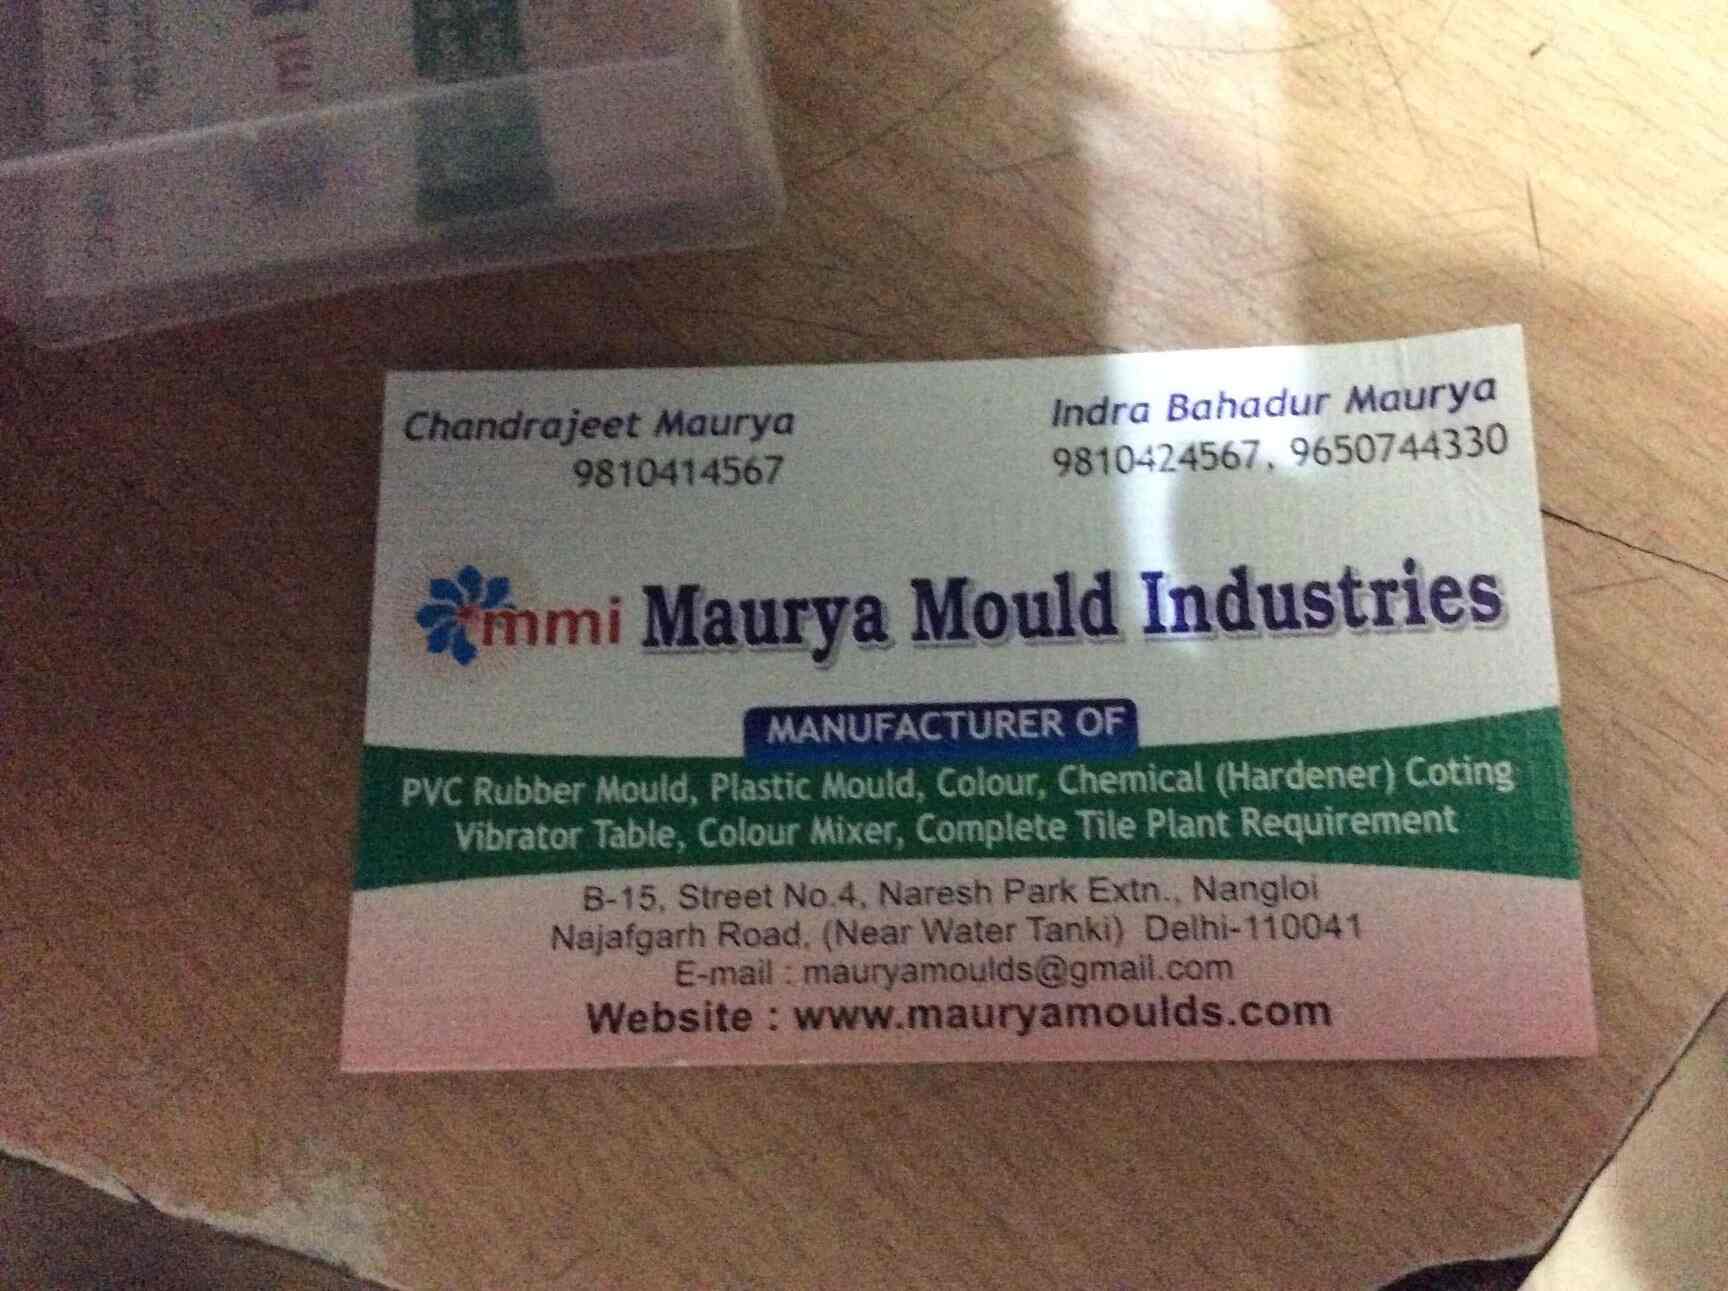 Chandrajeet Maurya
9810414567
Indra Bahadur Maurya
9810424567, 9650744330
mmi Maurya Mould Industries
MANUFACTURER OF
PVC Rubber Mould, Plastic Mould, Colour, Chemical (Hardener) Coting
Vibrator Table, Colour Mixer, Complete Tile Plant Requirement
B-15, Street No.4, Naresh Park Extn., Nangloi
Najafgarh Road, (Near Water Tanki) Delhi-110041
E-mail : mauryamoulds@gmail.com
Website : www.mauryamoulds.com